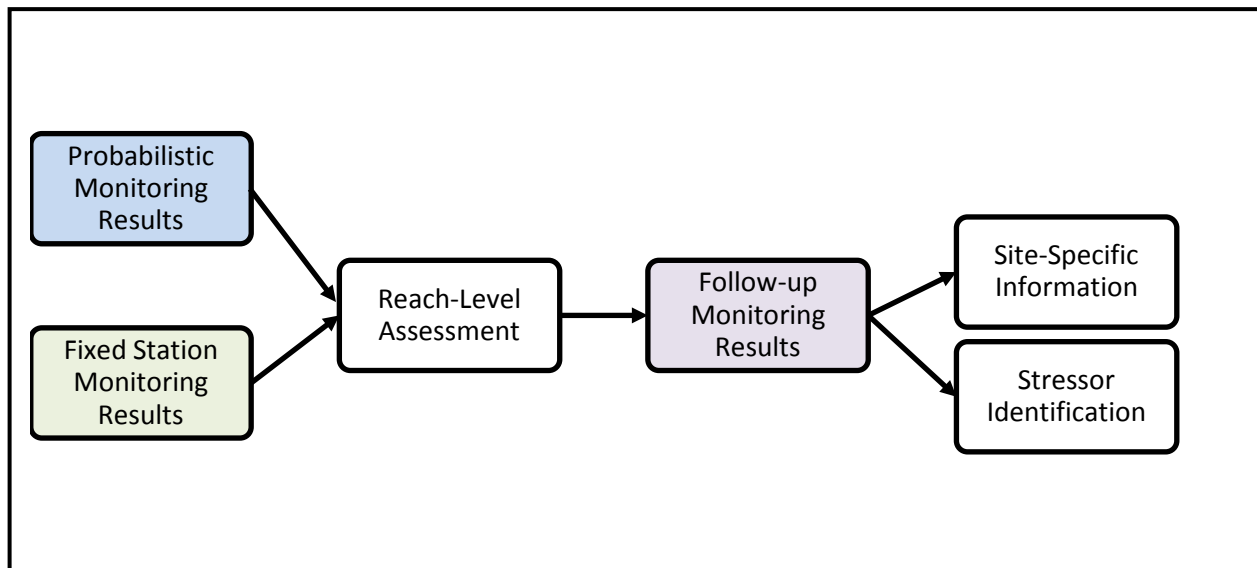 Probabilistic
Monitoring
Results
Fixed Station
Monitoring
Results
Reach-Level
Assessment
Follow-up
Monitoring
Results
Site-Specific
Information
Stressor
Identification